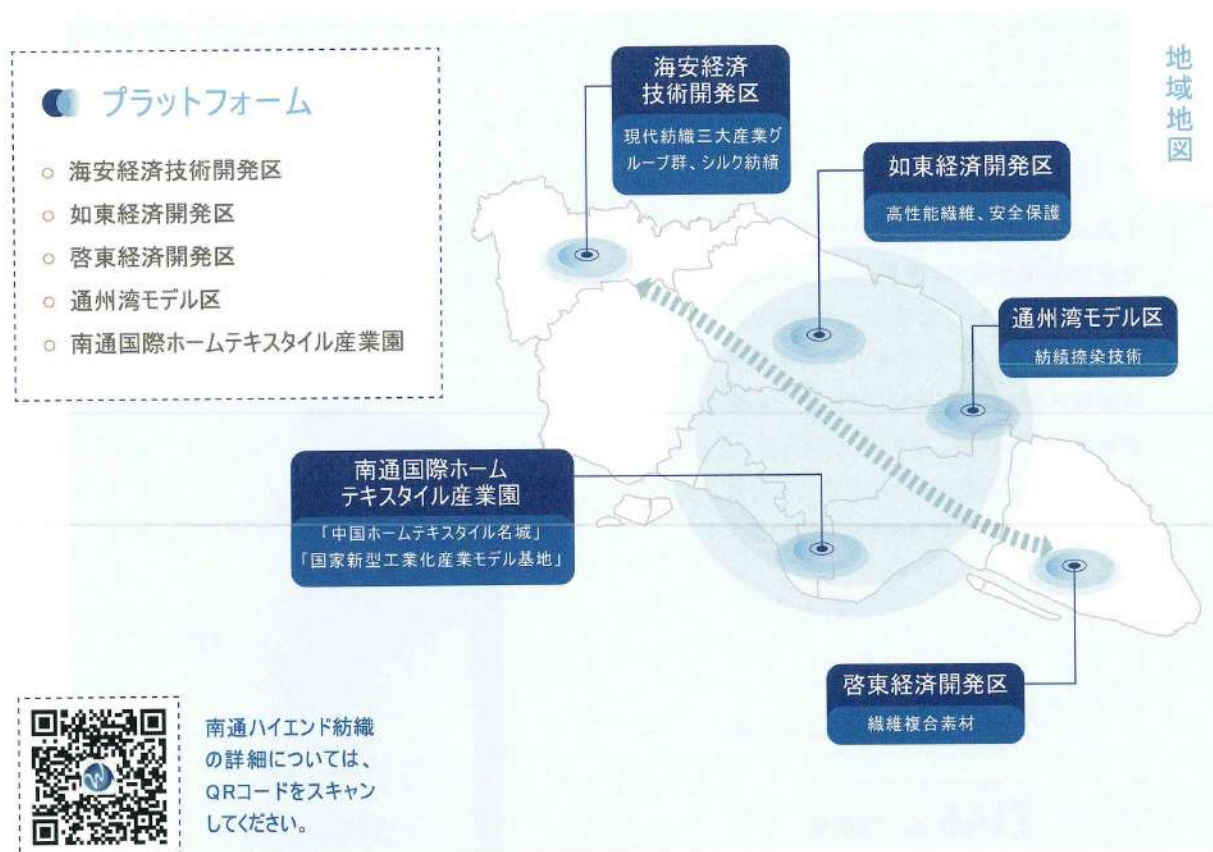 プラットフォーム
海安経済技術開発区
如東経済開発区
啓東経済開発区
通州湾モデル区
南通国際ホームテキスタイル産業園
地域地図
海安経済
技術開発区
現代紡織三大産業グ
ループ群、シルク紡績
如東経済開発区
高性能繊維、安全保護
通州湾モデル区
紡績捺染技術
南通国際ホーム
テキスタイル産業園
「中国ホームテキスタイル名城」
「国家新型工業化産業モデル基地」
啓東経済開発区
繊維複合素材
南通ハイエンド紡織
の詳細については、
QRコードをスキャン
してください。